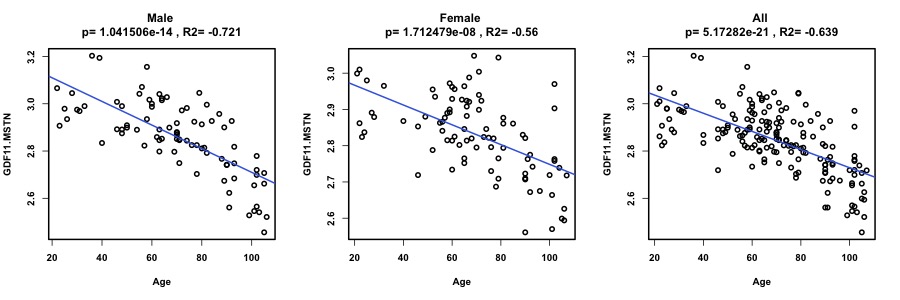 Male
p= 1.041506e-14 , R2= -0.721
GDF11.MSTN
3.2
3.0
2.8
2.6
20 40 60 80 100
Age
Female
p= 1.712479e-08 , R2= -0.56
GDF11.MSTN
3.0
2.9
2.8
2.7
2.6
20 40 60 80 100
Age
All
p= 5.17282e-21 , R2= -0.639
GDF11.MSTN
3.2
3.0
2.8
2.6
20 40 60 80 100
Age